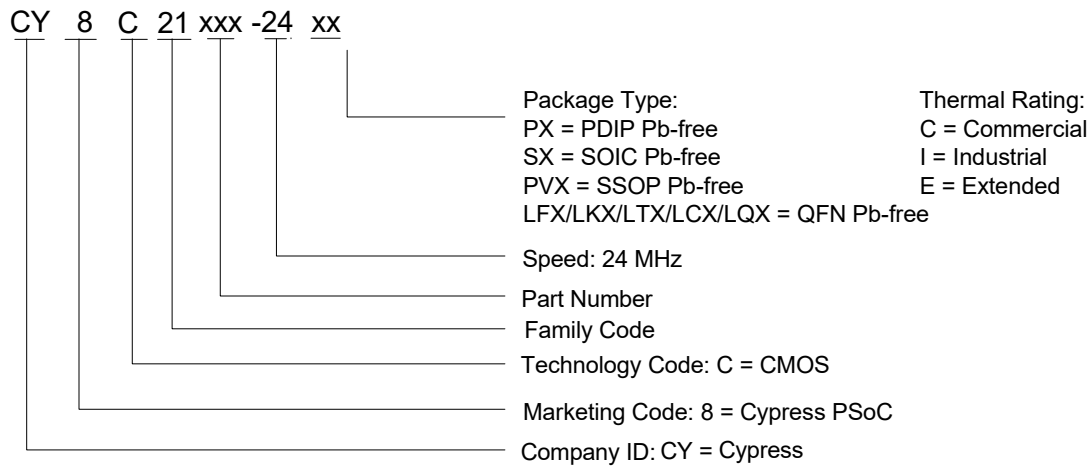 CY 8 C 21 xxx -24 xx
Package Type: Thermal Rating:
PX = PDIP Pb-free C = Commercial
SX = SOIC Pb-free I = Industrial
PVX = SSOP Pb-free E = Extended
LFX/LKX/LTX/LCX/LQX = QFN Pb-free
Speed: 24 MHz
Part Number
Family Code
Technology Code: C = CMOS
Marketing Code: 8 = Cypress PSoC
Company ID: CY = Cypress